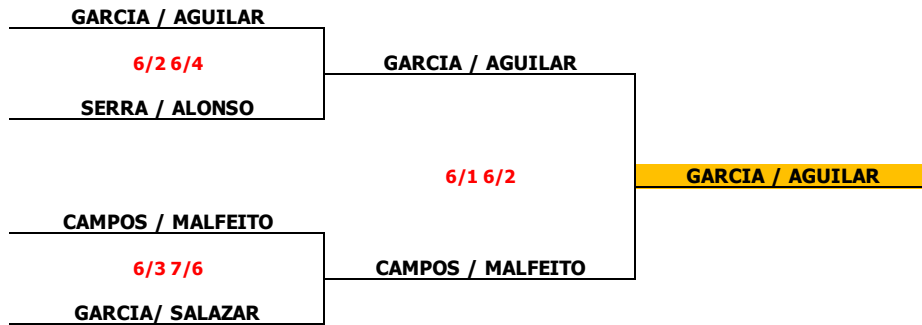 GARCIA / AGUILAR
6/2 6/4
GARCIA / AGUILAR
SERRA / ALONSO
6/1 6/2
GARCIA / AGUILAR
CAMPOS / MALFEITO
6/3 7/6
CAMPOS / MALFEITO
GARCIA/ SALAZAR